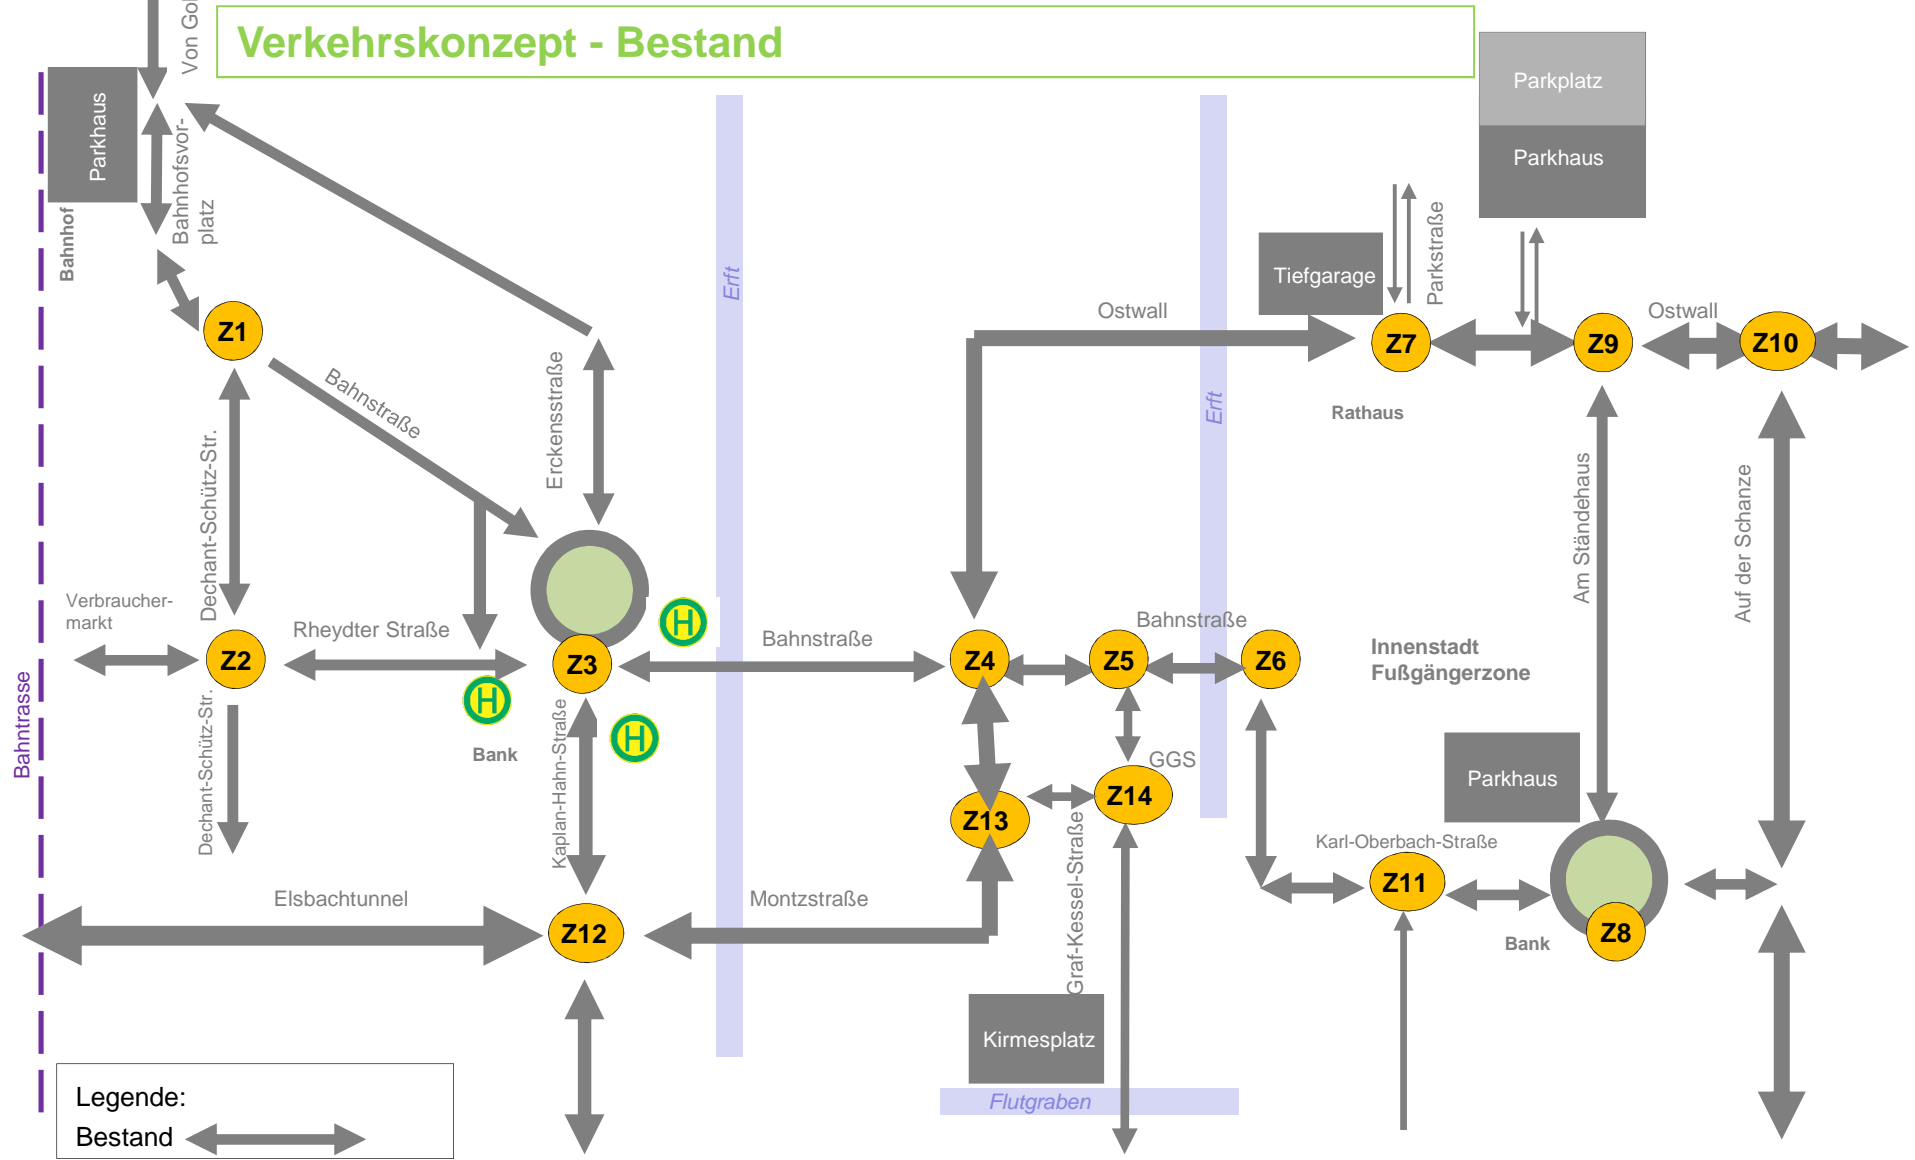 Von Gol
Verkehrskonzept - Bestand
Parkplatz
Parkhaus
Parkhaus
Bahnhofsvor-
platz
Bahnhof
Erft
Tiefgarage
Parkstraße
Ostwall
Ostwall
Z1
Z7
Z9
Z10
Bahnstraße
Erckensstraße
Erft
Rathaus
Dechant-Schütz-Str.
Am Ständehaus
Auf der Schanze
Verbraucher-
markt
Rheydter Straße
H
Bahnstraße
Bahnstraße
Innenstadt
Fußgängerzone
Z2
Z3
Z4
Z5
Z6
H
H
Bahntrasse
Dechant-Schütz-Str.
Bank
Kaplan-Hahn-Straße
GGS
Parkhaus
Z13
Z14
Graf-Kessel-Straße
Karl-Oberbach-Straße
Z11
Elsbachtunnel
Montzstraße
Z12
Bank
Z8
Kirmesplatz
Flutgraben
Legende:
Bestand